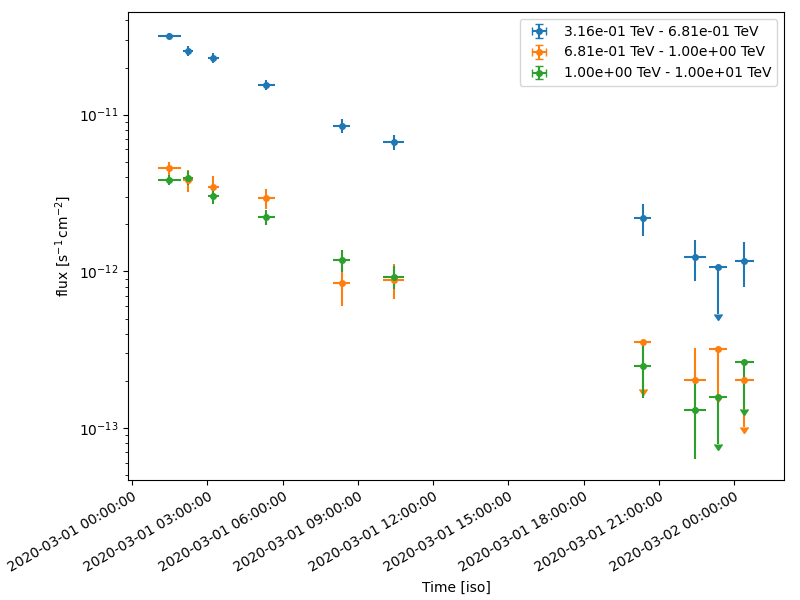 3.16e-01 TeV - 6.81e-01 TeV
6.81e-01 TeV - 1.00e+00 TeV
1.00e+00 TeV - 1.00e+01 TeV
flux [s⁻¹cm⁻²]
10⁻¹¹
10⁻¹²
10⁻¹³
2020-03-01 00:00:00
2020-03-01 03:00:00
2020-03-01 06:00:00
2020-03-01 09:00:00
2020-03-01 12:00:00
2020-03-01 15:00:00
2020-03-01 18:00:00
2020-03-01 21:00:00
2020-03-02 00:00:00
Time [iso]